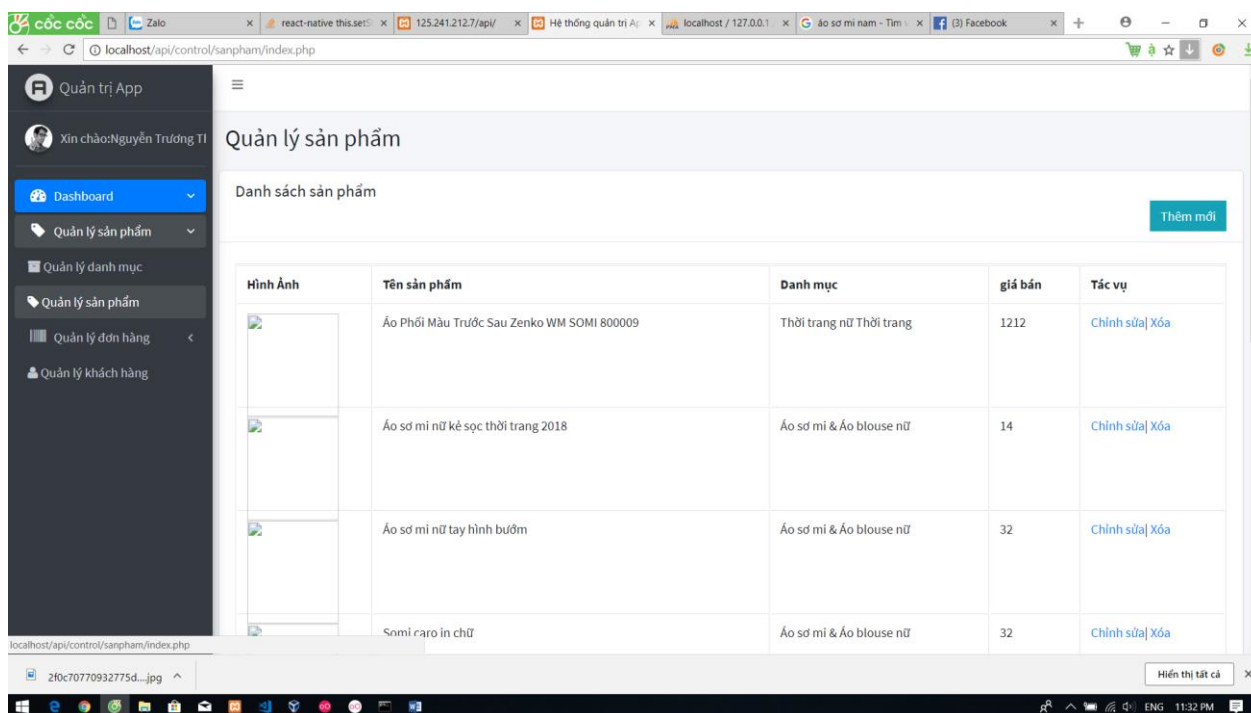 cốc cốc
Zalo
react-native this.setS
125.241.212.7/api/
Hệ thống quản trị Ap
localhost / 127.0.0.1 /
áo sơ mi nam - Tìm
(3) Facebook
localhost/api/control/sanpham/index.php
Quản trị App
Xin chào:Nguyễn Trương Tl
Quản lý sản phẩm
Dashboard
Danh sách sản phẩm
Thêm mới
Quản lý sản phẩm
Quản lý danh mục
Quản lý sản phẩm
Quản lý đơn hàng
Quản lý khách hàng
Hình Ảnh Tên sản phẩm Danh mục giá bán Tác vụ
Áo Phối Màu Trước Sau Zenko WM SOMI 800009 Thời trang nữ Thời trang 1212 Chỉnh sửa| Xóa
Áo sơ mi nữ kẻ sọc thời trang 2018 Áo sơ mi & Áo blouse nữ 14 Chỉnh sửa| Xóa
Áo sơ mi nữ tay hình bướm Áo sơ mi & Áo blouse nữ 32 Chỉnh sửa| Xóa
Somi caro in chữ Áo sơ mi & Áo blouse nữ 32 Chỉnh sửa| Xóa
localhost/api/control/sanpham/index.php
2f0c70770932775d....jpg
Hiển thị tất cả
ENG 11:32 PM